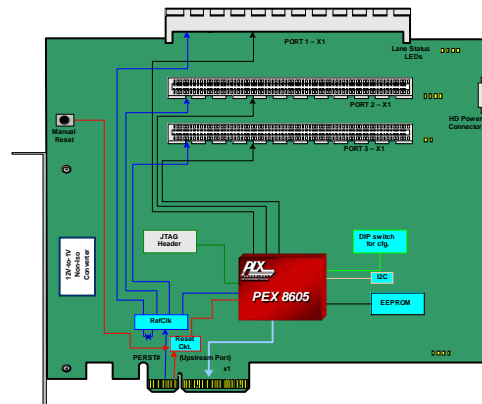 PORT 1 – X1
Lane Status
LEDs
PORT 2 – X1
HD Power
Connector
Manual
Reset
PORT 3 – X1
JTAG
Header
DIP switch
for cfg.
12V-to-1V
Non-Iso
Converter
PLX
I2C
PEX 8605
EEPROM
RefClk
Reset
Ckt.
PERST#
(Upstream Port)
x1